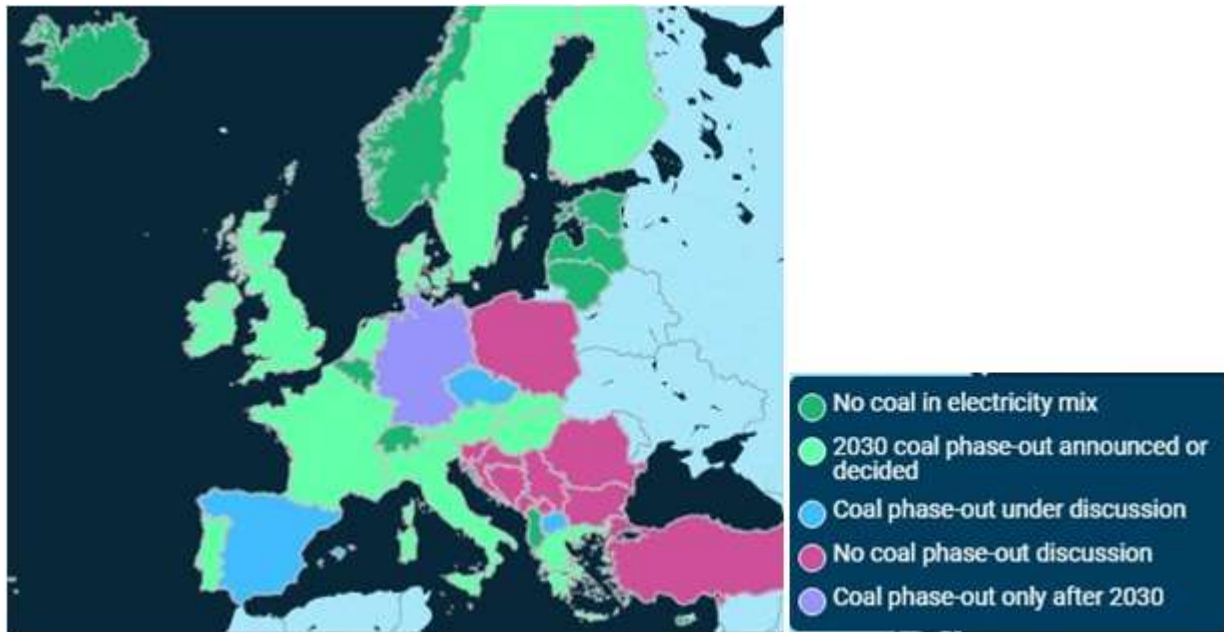 No coal in electricity mix
2030 coal phase-out announced or
decided
Coal phase-out under discussion
No coal phase-out discussion
Coal phase-out only after 2030